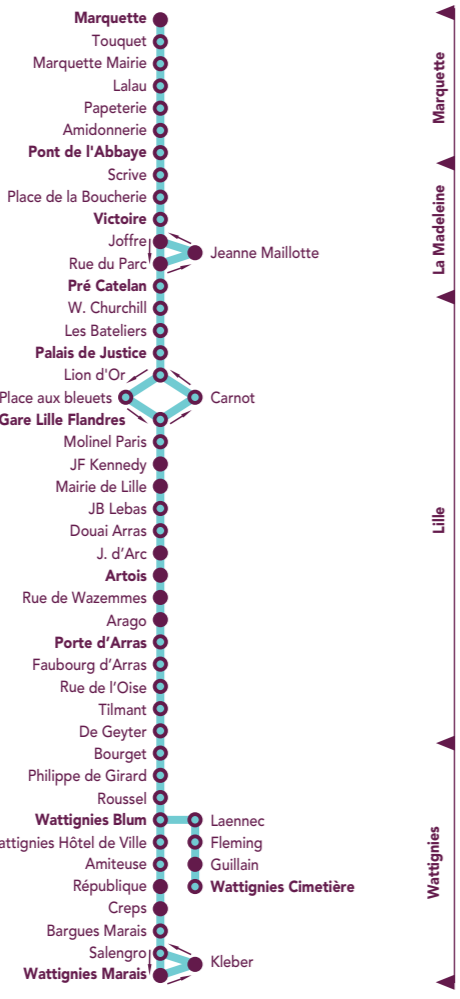 Marquette
Touquet
Marquette Mairie
Lalau
Papeterie
Amidonnerie
Pont de l'Abbaye
Scrive
Place de la Boucherie
Victoire
Joffre
Jeanne Maillotte
Rue du Parc
Pré Catelan
W. Churchill
Les Bateliers
Palais de Justice
Lion d'Or
Place aux bleuets
Carnot
Gare Lille Flandres
Molinel Paris
JF Kennedy
Mairie de Lille
JB Lebas
Douai Arras
J. d’Arc
Artois
Rue de Wazemmes
Arago
Porte d’Arras
Faubourg d’Arras
Rue de l’Oise
Tilmant
De Geyter
Bourget
Philippe de Girard
Roussel
Wattignies Blum
Laennec
attignies Hôtel de Ville
Fleming
Amiteuse
Guillain
République
Wattignies Cimetière
Creps
Bargues Marais
Salengro
Kleber
Wattignies Marais
Marquette
La Madeleine
Lille
Wattignies